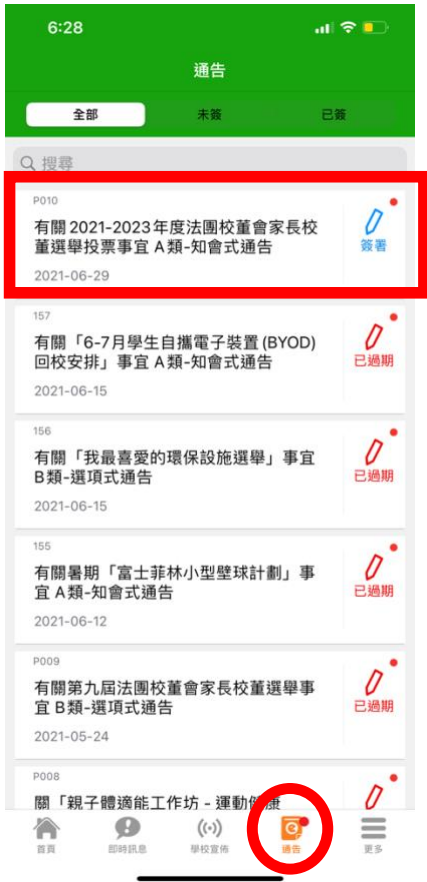 6:28
通告
全部 未簽 已簽
搜尋
P010
有關 2021-2023 年度法團校董會家長校
董選舉投票事宜 A 類-知會式通告
簽署
2021-06-29
157
有關「6-7月學生自攜電子裝置 (BYOD)
回校安排」事宜 A 類-知會式通告
已過期
2021-06-15
156
有關「我最喜愛的環保設施選舉」事宜
B 類-選項式通告
已過期
2021-06-15
155
有關暑期「富士菲林小型壁球計劃」事
宜 A 類-知會式通告
已過期
2021-06-12
P009
有關第九屆法團校董會家長校董選舉事
宜 B 類-選項式通告
已過期
2021-05-24
P008
關「親子體適能工作坊 - 運動
首頁 即時訊息 學校宣佈 通告 更多